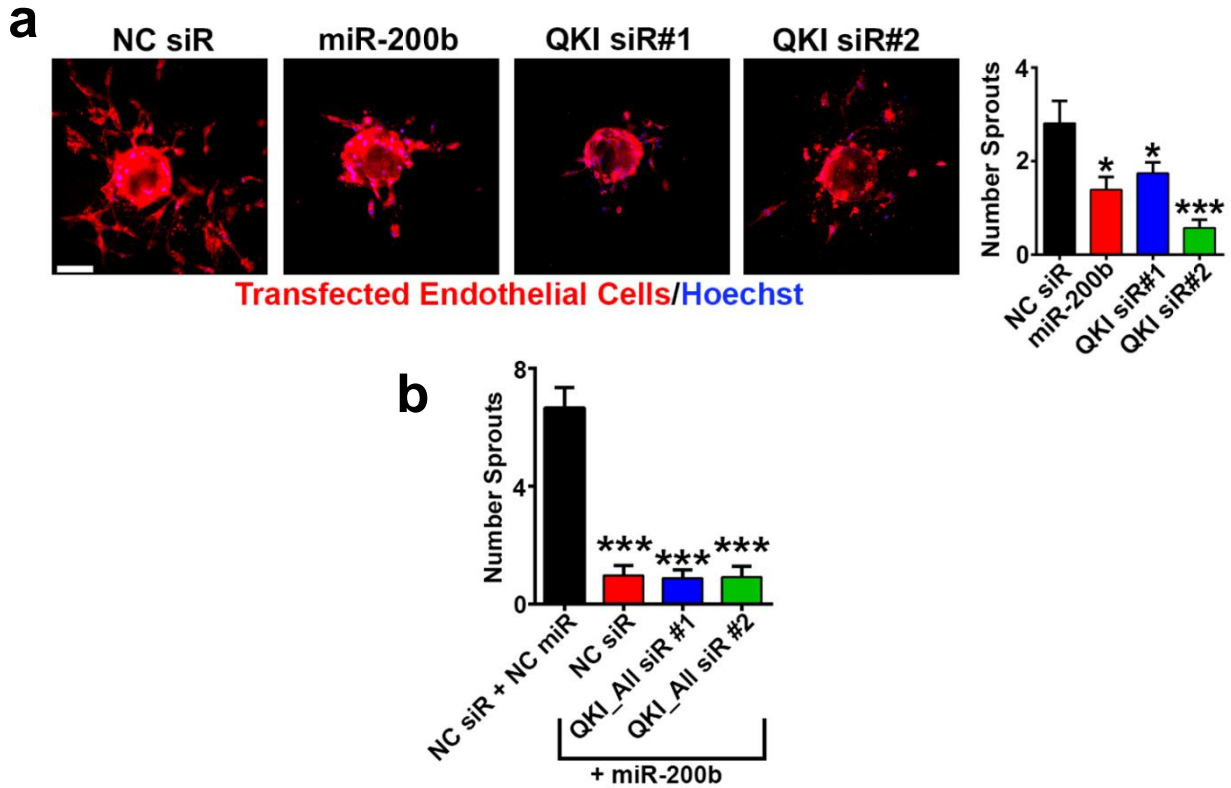 a
NC siR
miR-200b
QKI siR#1
QKI siR#2
Transfected Endothelial Cells/Hoechst
Number Sprouts
4
2
0
*
*
***
NC siR
miR-200b
QKI siR#1
QKI siR#2
b
Number Sprouts
8
4
0
***
***
***
NC siR + NC miR
NC siR
QKI_All siR #1
QKI_All siR #2
+ miR-200b